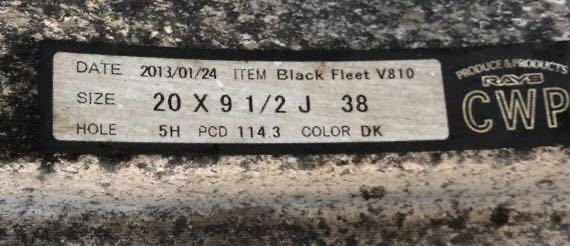 DATE 2013/01/24 ITEM Black Fleet V810
SIZE 20 X 9 1/2 J 38
HOLE 5H PCD 114.3 COLOR DK
PRODUCE & PRODUCTS
RAYS
CWP